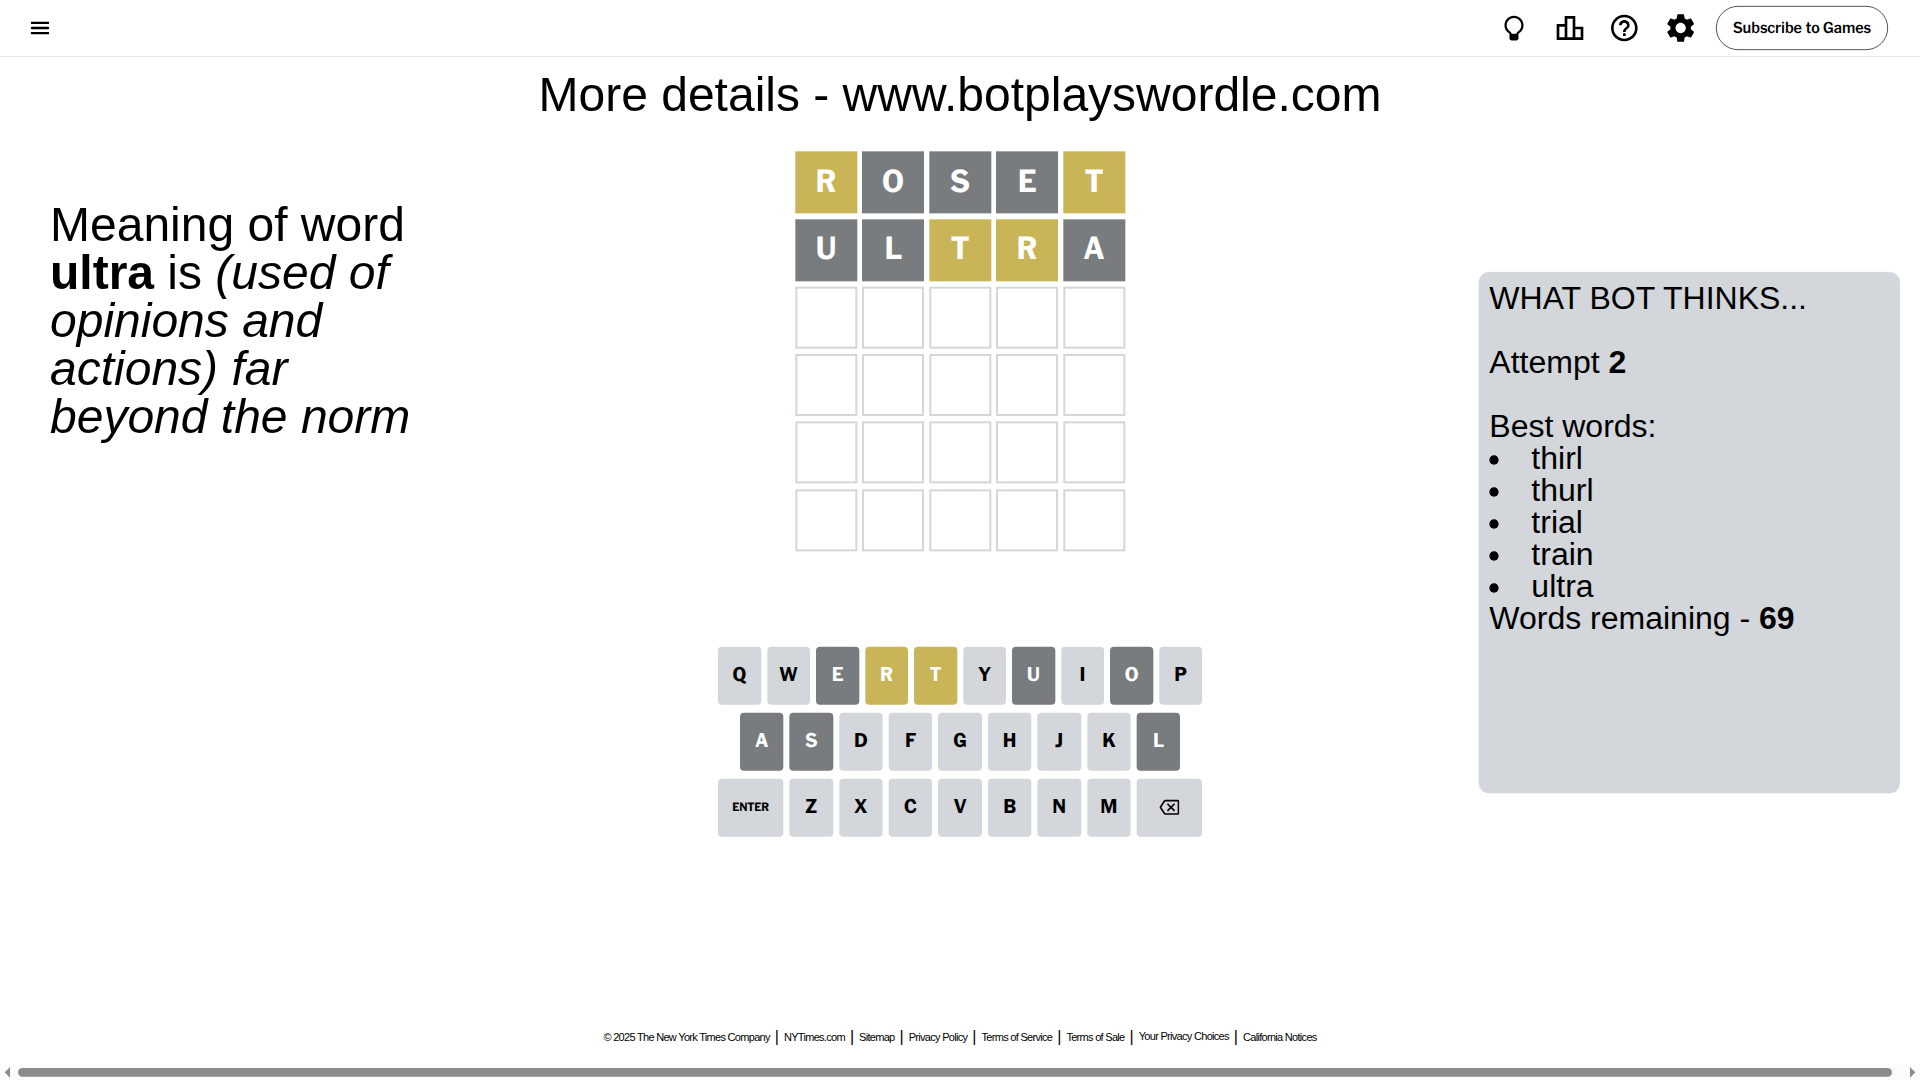 Subscribe to Games
More details - www.botplayswordle.com
Meaning of word
ultra is (used of
opinions and
actions) far
beyond the norm
R O S E T
U L T R A
WHAT BOT THINKS...
Attempt 2
Best words:
• thirl
• thurl
• trial
• train
• ultra
Words remaining - 69
Q W E R T Y U I O P
A S D F G H J K L
ENTER Z X C V B N M
© 2025 The New York Times Company | NYTimes.com | Sitemap | Privacy Policy | Terms of Service | Terms of Sale | Your Privacy Choices | California Notices